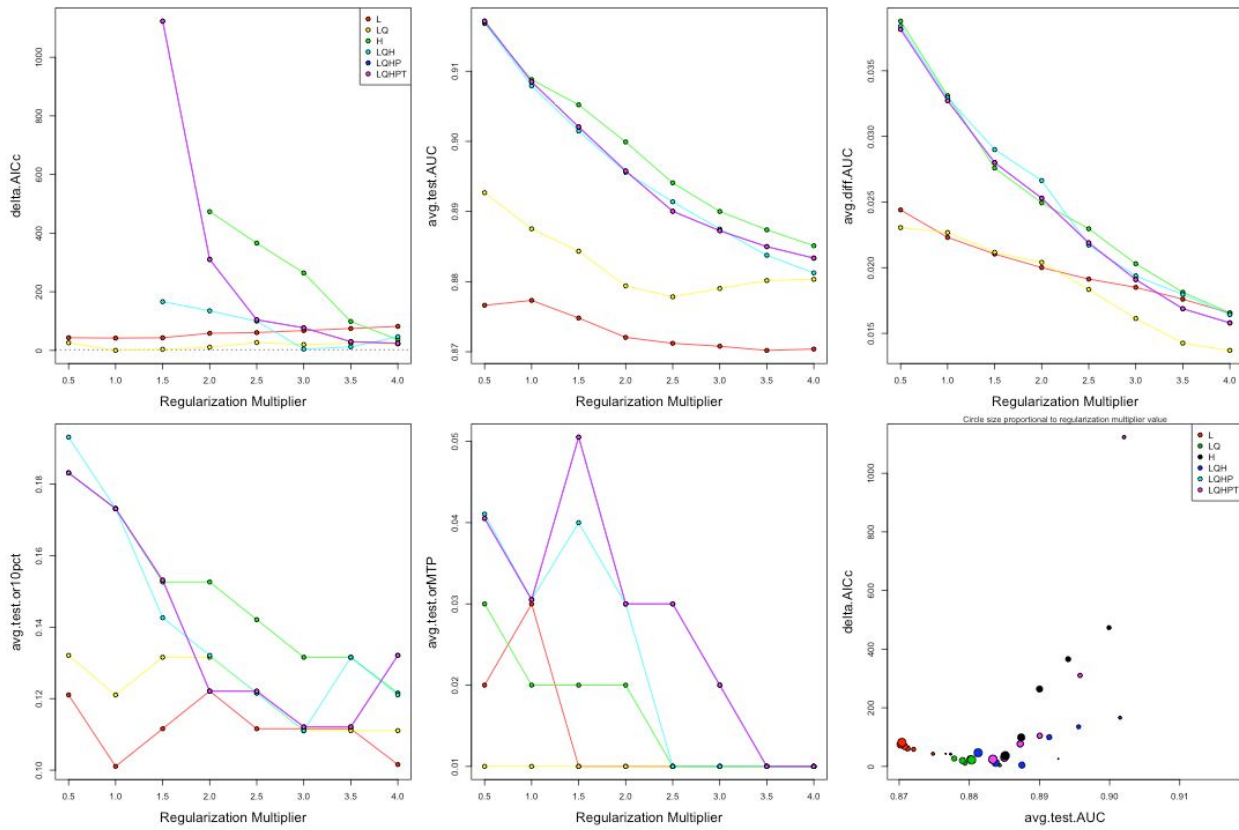 L
LQ
H
LQH
LQHP
LQHPT
delta.AICc
0 200 400 600 800 1000
0.5 1.0 1.5 2.0 2.5 3.0 3.5 4.0
Regularization Multiplier
avg.test.AUC
0.87 0.88 0.89 0.90 0.91
0.5 1.0 1.5 2.0 2.5 3.0 3.5 4.0
Regularization Multiplier
avg.diff.AUC
0.015 0.020 0.025 0.030 0.035
0.5 1.0 1.5 2.0 2.5 3.0 3.5 4.0
Regularization Multiplier
avg.test.or10pct
0.10 0.12 0.14 0.16 0.18
0.5 1.0 1.5 2.0 2.5 3.0 3.5 4.0
Regularization Multiplier
avg.test.orMTP
0.01 0.02 0.03 0.04 0.05
0.5 1.0 1.5 2.0 2.5 3.0 3.5 4.0
Regularization Multiplier
Circle size proportional to regularization multiplier value
L
LQ
H
LQH
LQHP
LQHPT
delta.AICc
0 200 400 600 800 1000
0.87 0.88 0.89 0.90 0.91
avg.test.AUC